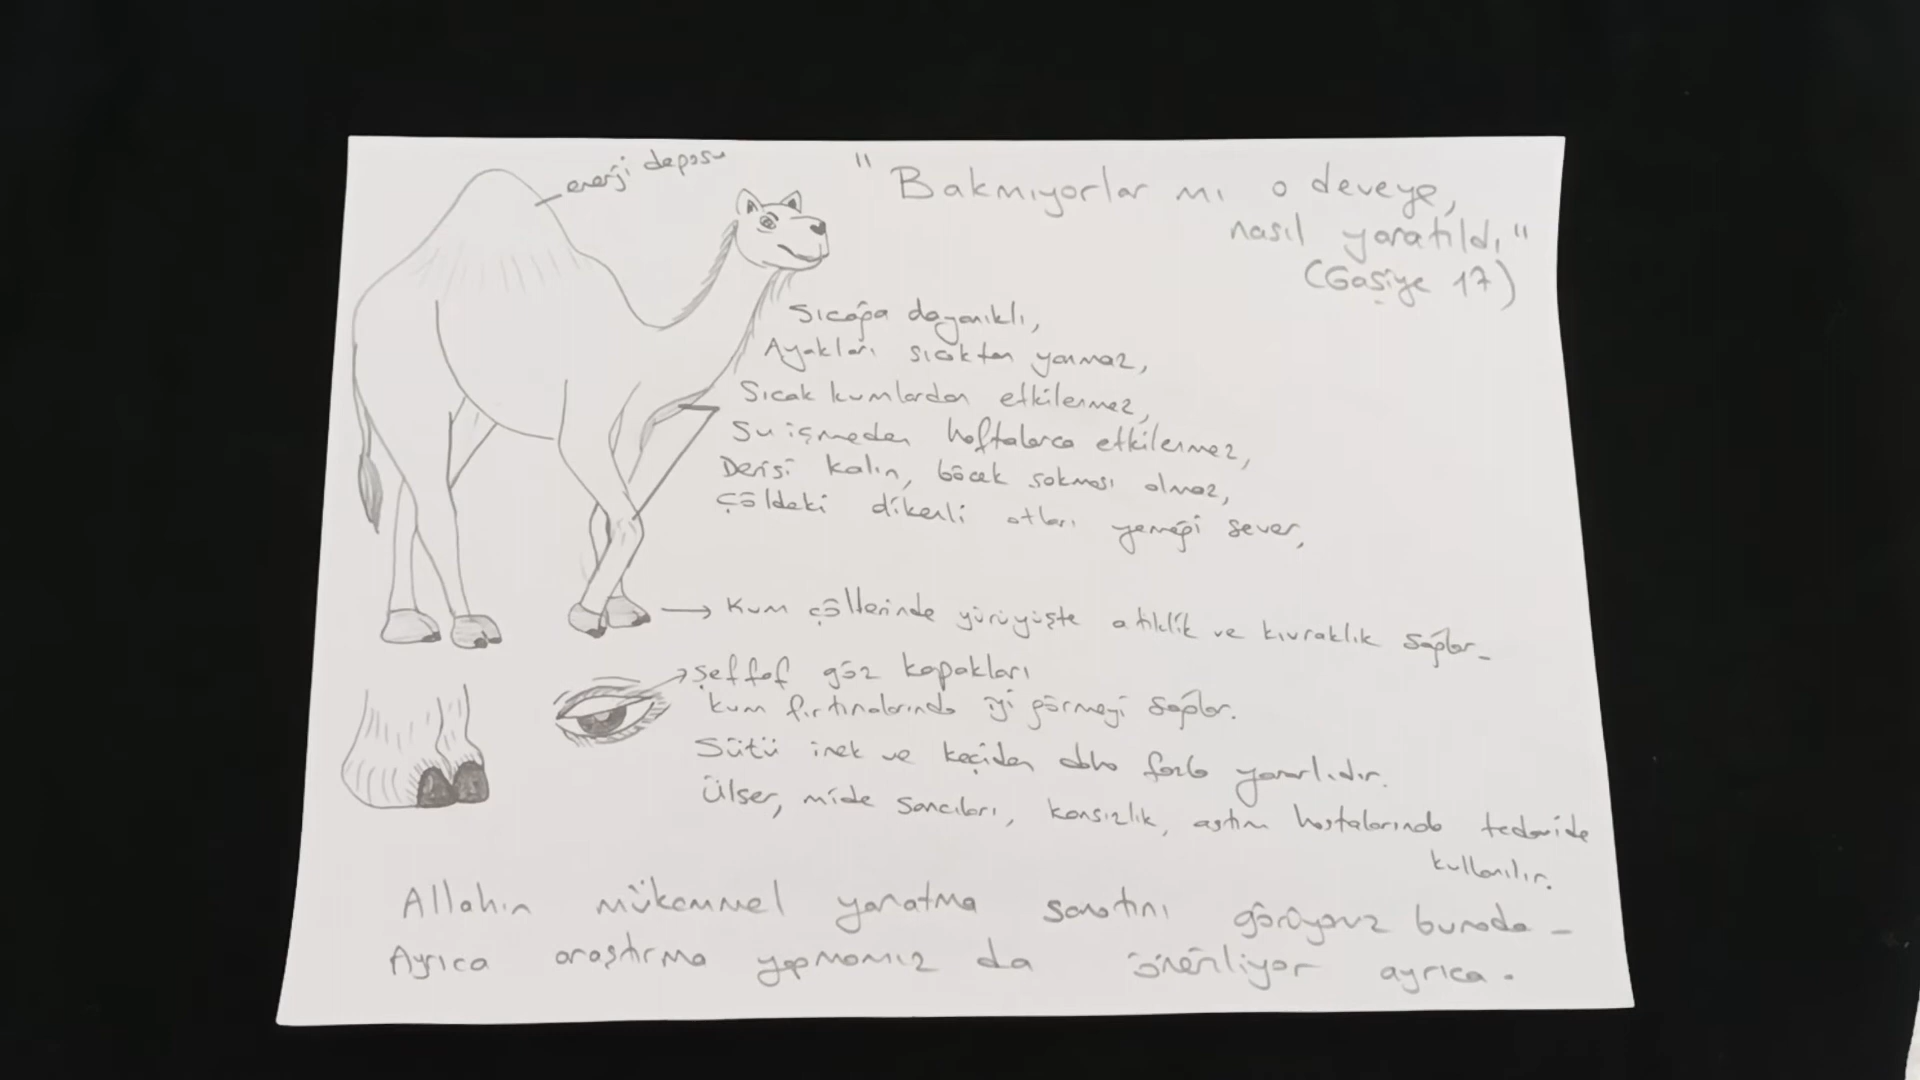 enerji deposu
"Bakmıyorlar mı o deveye,
nasıl yaratıldı"
(Gaşiye 17)
Sıcağa dayanıklı,
Ayakları sıcaktan yanmaz,
Sıcak kumlardan etkilenmez,
Su içmeden haftalarca etkilenmez,
Derisi kalın, böcek sokması olmaz,
Çöldeki dikenli otları yemeği sever,
→ Kum çöllerinde yürüyüşte atiklik ve kıvraklık sağlar_
→ Şeffaf göz kapakları
kum fırtınalarında iyi görmeyi sağlar.
Sütü inek ve keçiden daha fazla yararlıdır.
Ülser, mide sancıları, kansızlık, astım hastalarında tedavide
kullanılır.
Allahın mükemmel yaratma sanatını görüyoruz burada _
Ayrıca araştırma yapmamız da öneriliyor ayrıca.